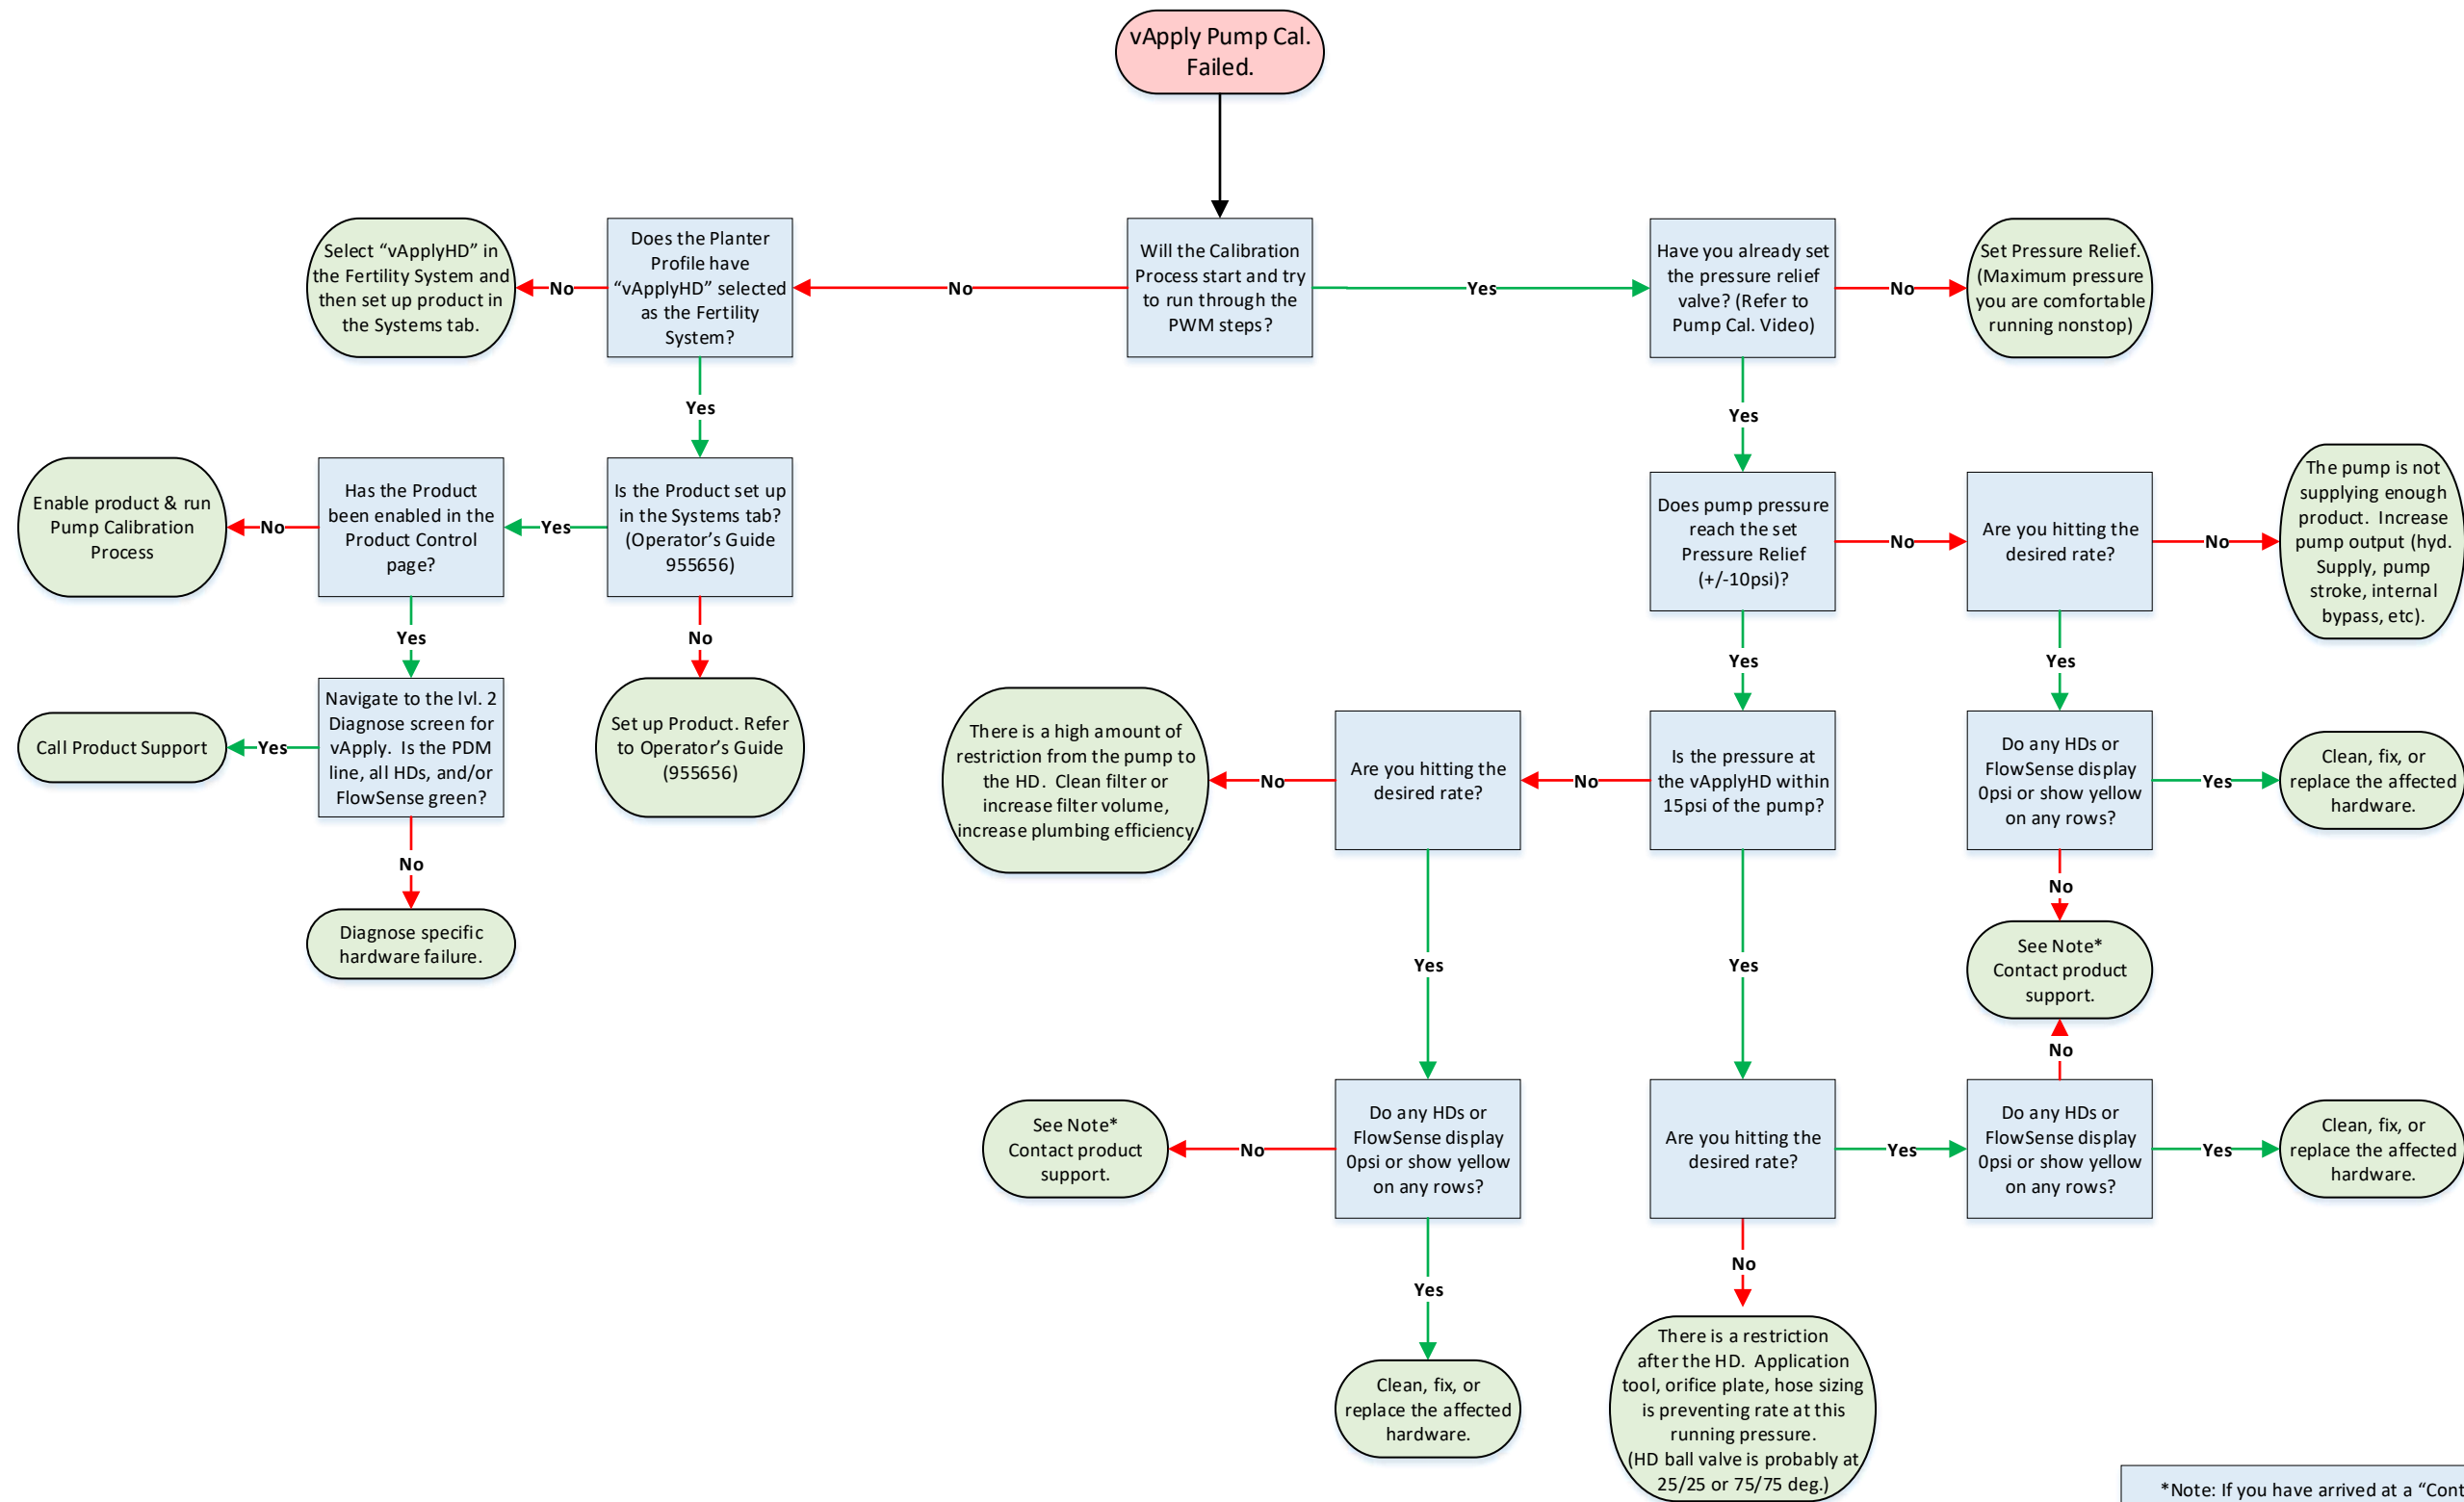 vApply Pump Cal.
Failed.
Select “vApplyHD” in
the Fertility System and
then set up product in
the Systems tab.
No
Does the Planter
Profile have
“vApplyHD” selected
as the Fertility
System?
No
Will the Calibration
Process start and try
to run through the
PWM steps?
Yes
Have you already set
the pressure relief
valve? (Refer to
Pump Cal. Video)
No
Set Pressure Relief.
(Maximum pressure
you are comfortable
running nonstop)
Yes
Yes
Enable product & run
Pump Calibration
Process
No
Has the Product
been enabled in the
Product Control
page?
Yes
Is the Product set up
in the Systems tab?
(Operator’s Guide
955656)
Does pump pressure
reach the set
Pressure Relief
(+/-10psi)?
No
Are you hitting the
desired rate?
No
The pump is not
supplying enough
product. Increase
pump output (hyd.
Supply, pump
stroke, internal
bypass, etc).
Yes
No
Yes
Yes
Call Product Support
Yes
Navigate to the lvl. 2
Diagnose screen for
vApply. Is the PDM
line, all HDs, and/or
FlowSense green?
Set up Product. Refer
to Operator’s Guide
(955656)
There is a high amount of
restriction from the pump to
the HD. Clean filter or
increase filter volume,
increase plumbing efficiency
No
Are you hitting the
desired rate?
No
Is the pressure at
the vApplyHD within
15psi of the pump?
Do any HDs or
FlowSense display
0psi or show yellow
on any rows?
Yes
Clean, fix, or
replace the affected
hardware.
No
No
Diagnose specific
hardware failure.
Yes
Yes
See Note*
Contact product
support.
No
See Note*
Contact product
support.
No
Do any HDs or
FlowSense display
0psi or show yellow
on any rows?
Are you hitting the
desired rate?
Yes
Do any HDs or
FlowSense display
0psi or show yellow
on any rows?
Yes
Clean, fix, or
replace the affected
hardware.
Yes
No
Clean, fix, or
replace the affected
hardware.
There is a restriction
after the HD. Application
tool, orifice plate, hose sizing
is preventing rate at this
running pressure.
(HD ball valve is probably at
25/25 or 75/75 deg.)
*Note: If you have arrived at a “Cont